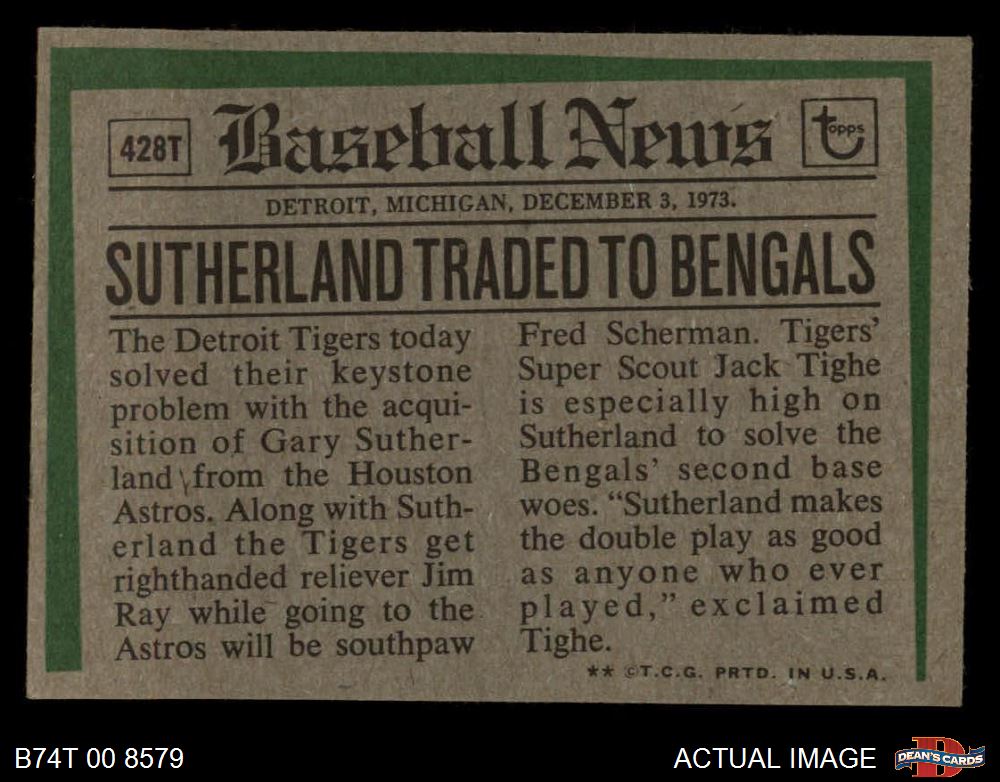 428T
Baseball News
topps
DETROIT, MICHIGAN, DECEMBER 3, 1973.
SUTHERLAND TRADED TO BENGALS
The Detroit Tigers today
solved their keystone
problem with the acqui-
sition of Gary Suther-
land from the Houston
Astros. Along with Suth-
erland the Tigers get
righthanded reliever Jim
Ray while going to the
Astros will be southpaw
Fred Scherman. Tigers'
Super Scout Jack Tighe
is especially high on
Sutherland to solve the
Bengals' second base
woes. "Sutherland makes
the double play as good
as anyone who ever
played," exclaimed
Tighe.
** ©T.C.G. PRTD. IN U.S.A.
B74T 00 8579
ACTUAL IMAGE
D
DEAN'S CARDS